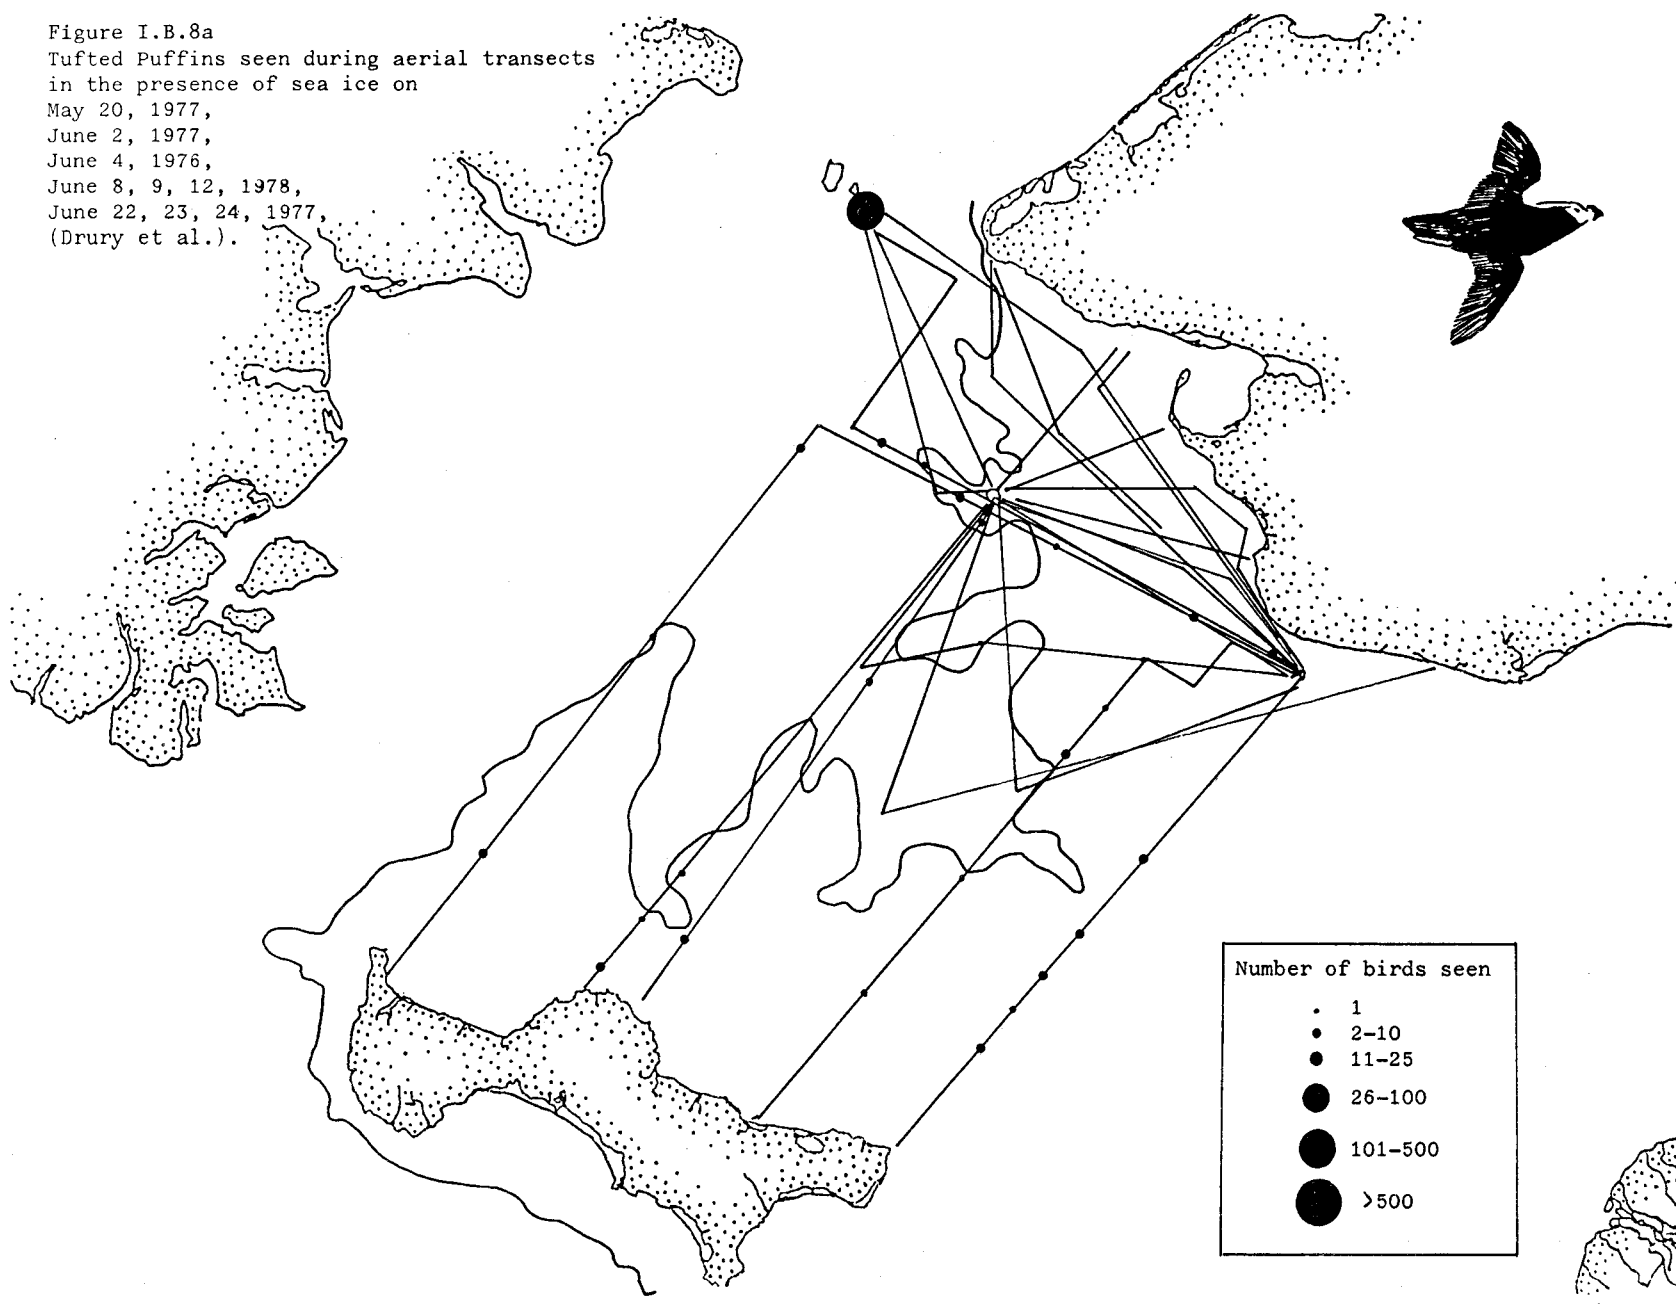 Figure I.B.8a
Tufted Puffins seen during aerial transects
in the presence of sea ice on
May 20, 1977,
June 2, 1977,
June 4, 1976,
June 8, 9, 12, 1978,
June 22, 23, 24, 1977,
(Drury et al.).
Number of birds seen
1
2-10
11-25
26-100
101-500
>500